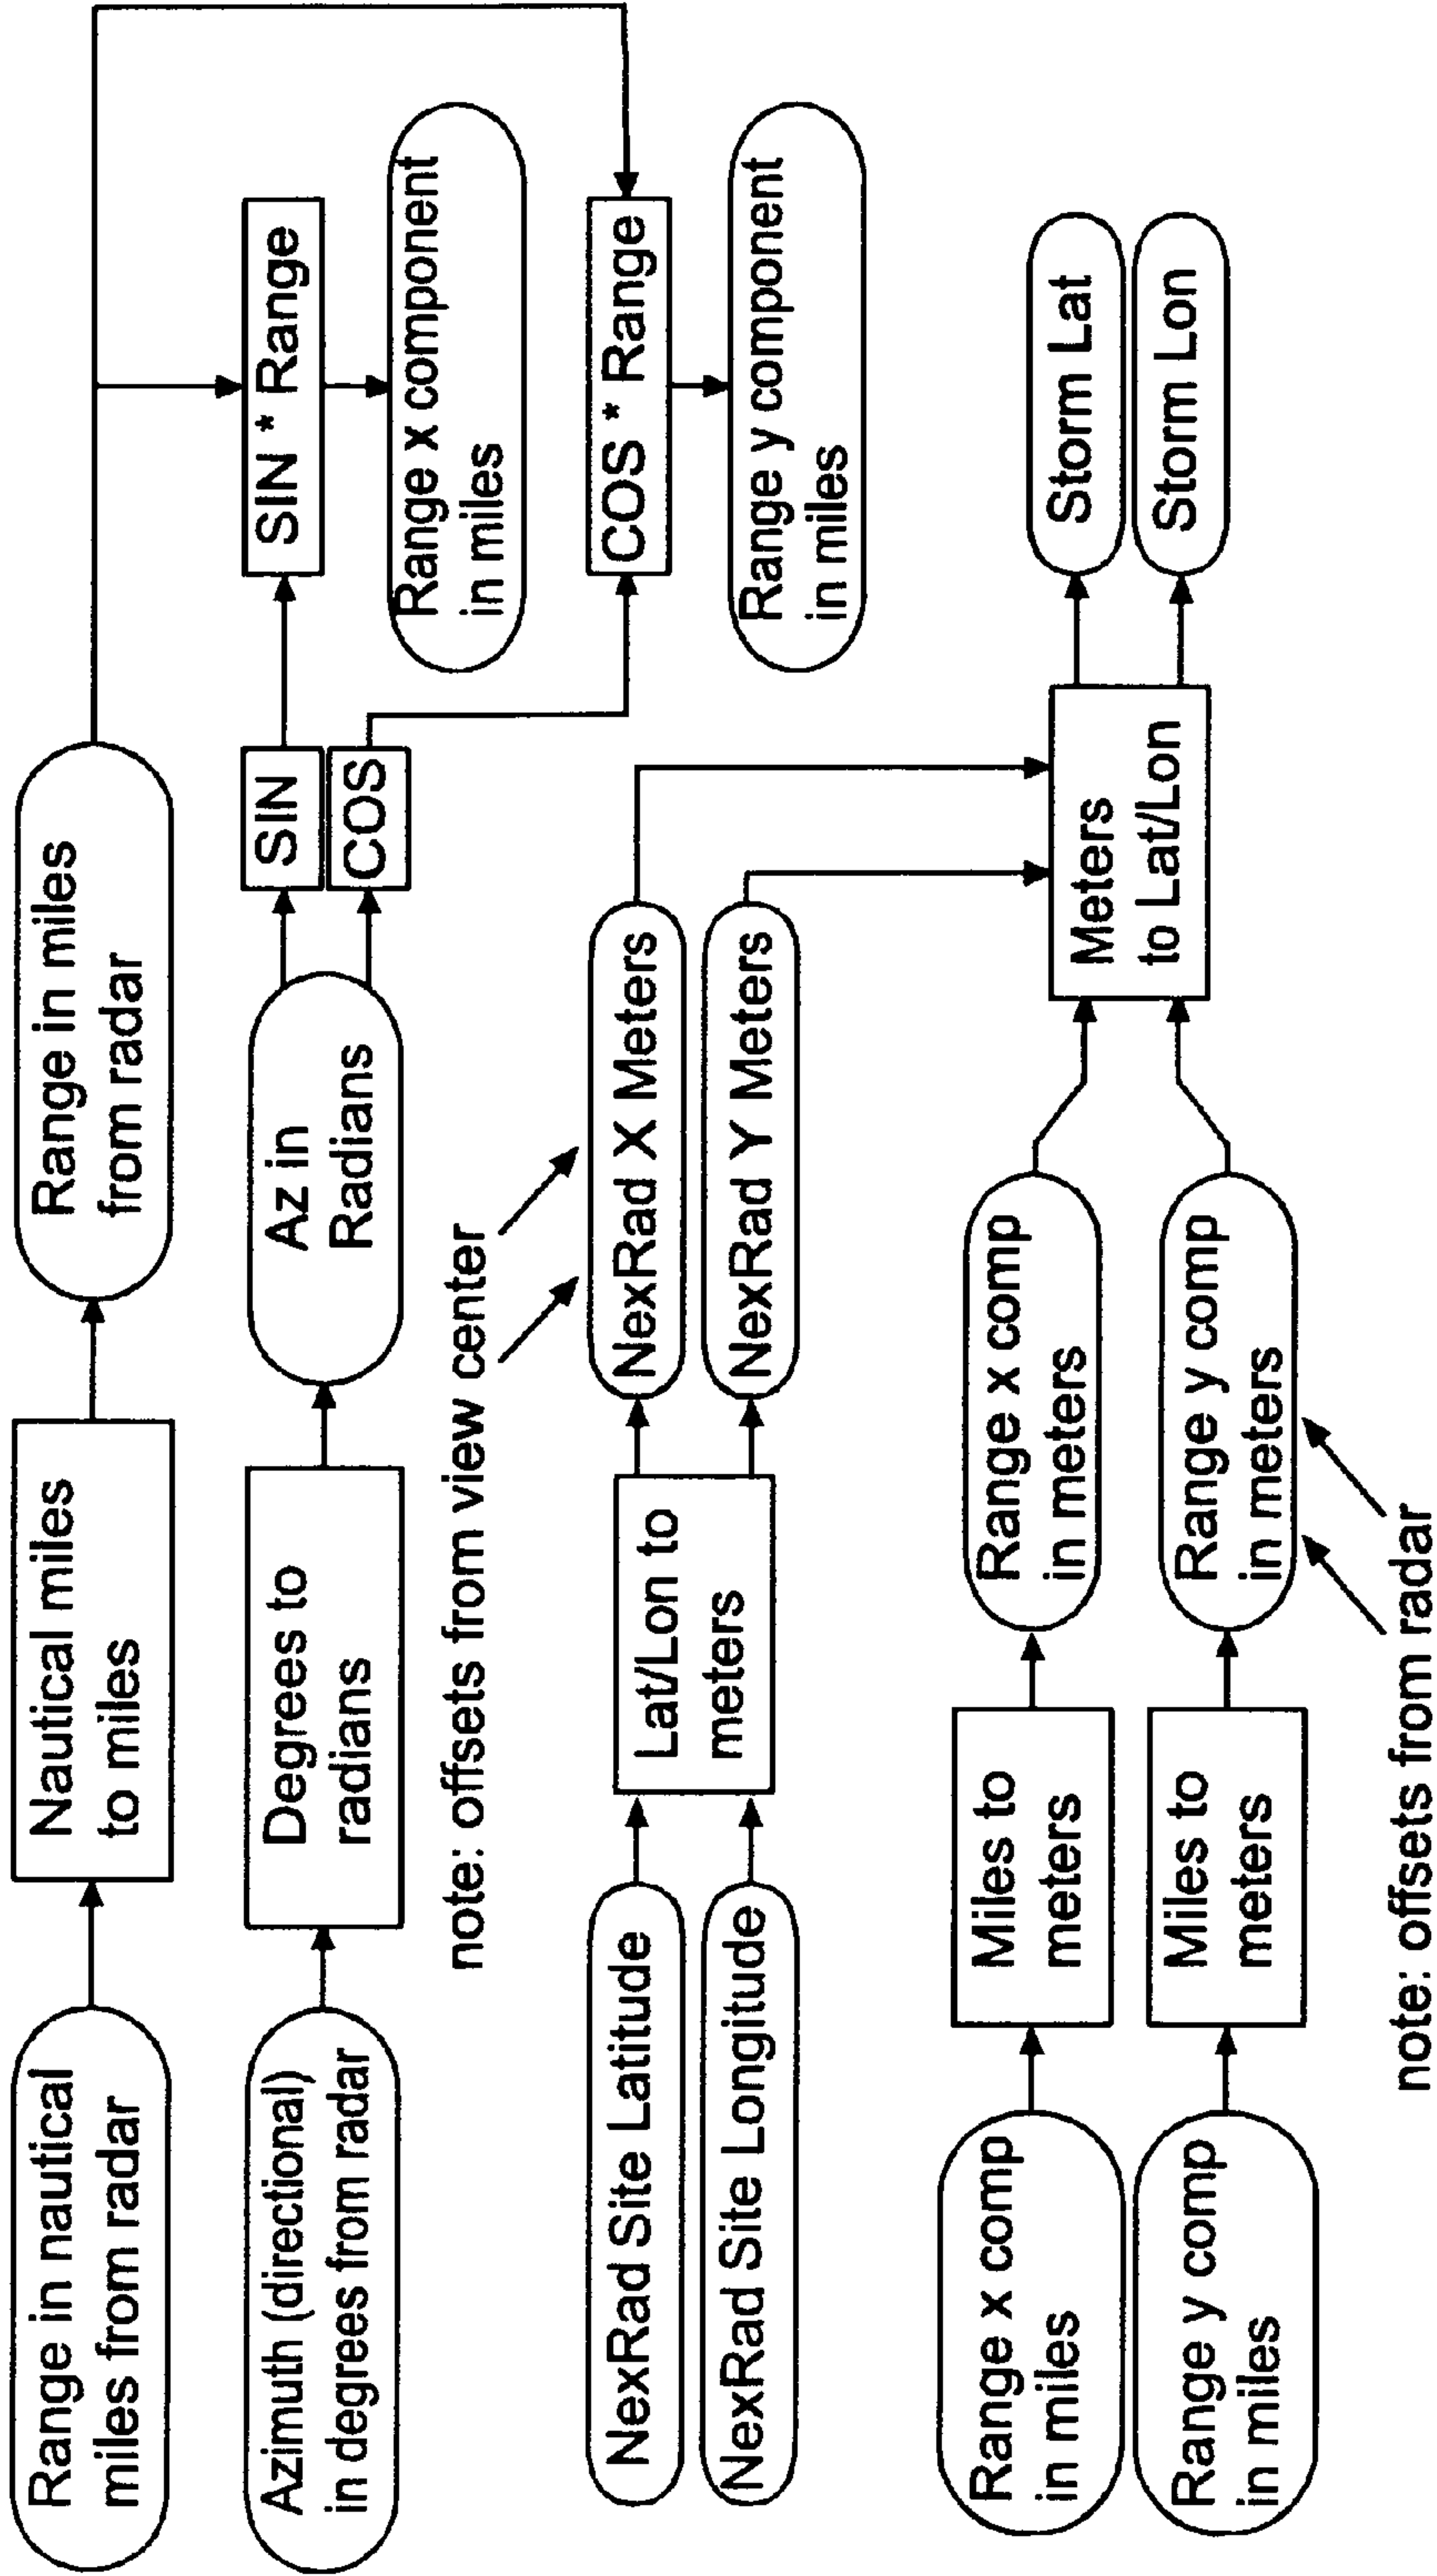 Range in nautical
miles from radar
Nautical miles
to miles
Range in miles
from radar
Azimuth (directional)
in degrees from radar
Degrees to
radians
Az in
Radians
SIN
COS
SIN * Range
Range x component
in miles
COS * Range
Range y component
in miles
note: offsets from view center
NexRad Site Latitude
NexRad Site Longitude
Lat/Lon to
meters
NexRad X Meters
NexRad Y Meters
Range x comp
in miles
Range y comp
in miles
Miles to
meters
Miles to
meters
Range x comp
in meters
Range y comp
in meters
note: offsets from radar
Meters
to Lat/Lon
Storm Lat
Storm Lon